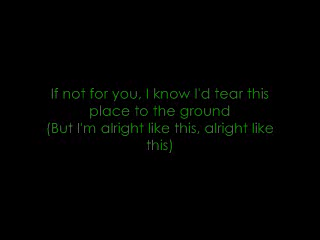 If not for you, I know I'd tear this
place to the ground
(But I'm alright like this, alright like
this)